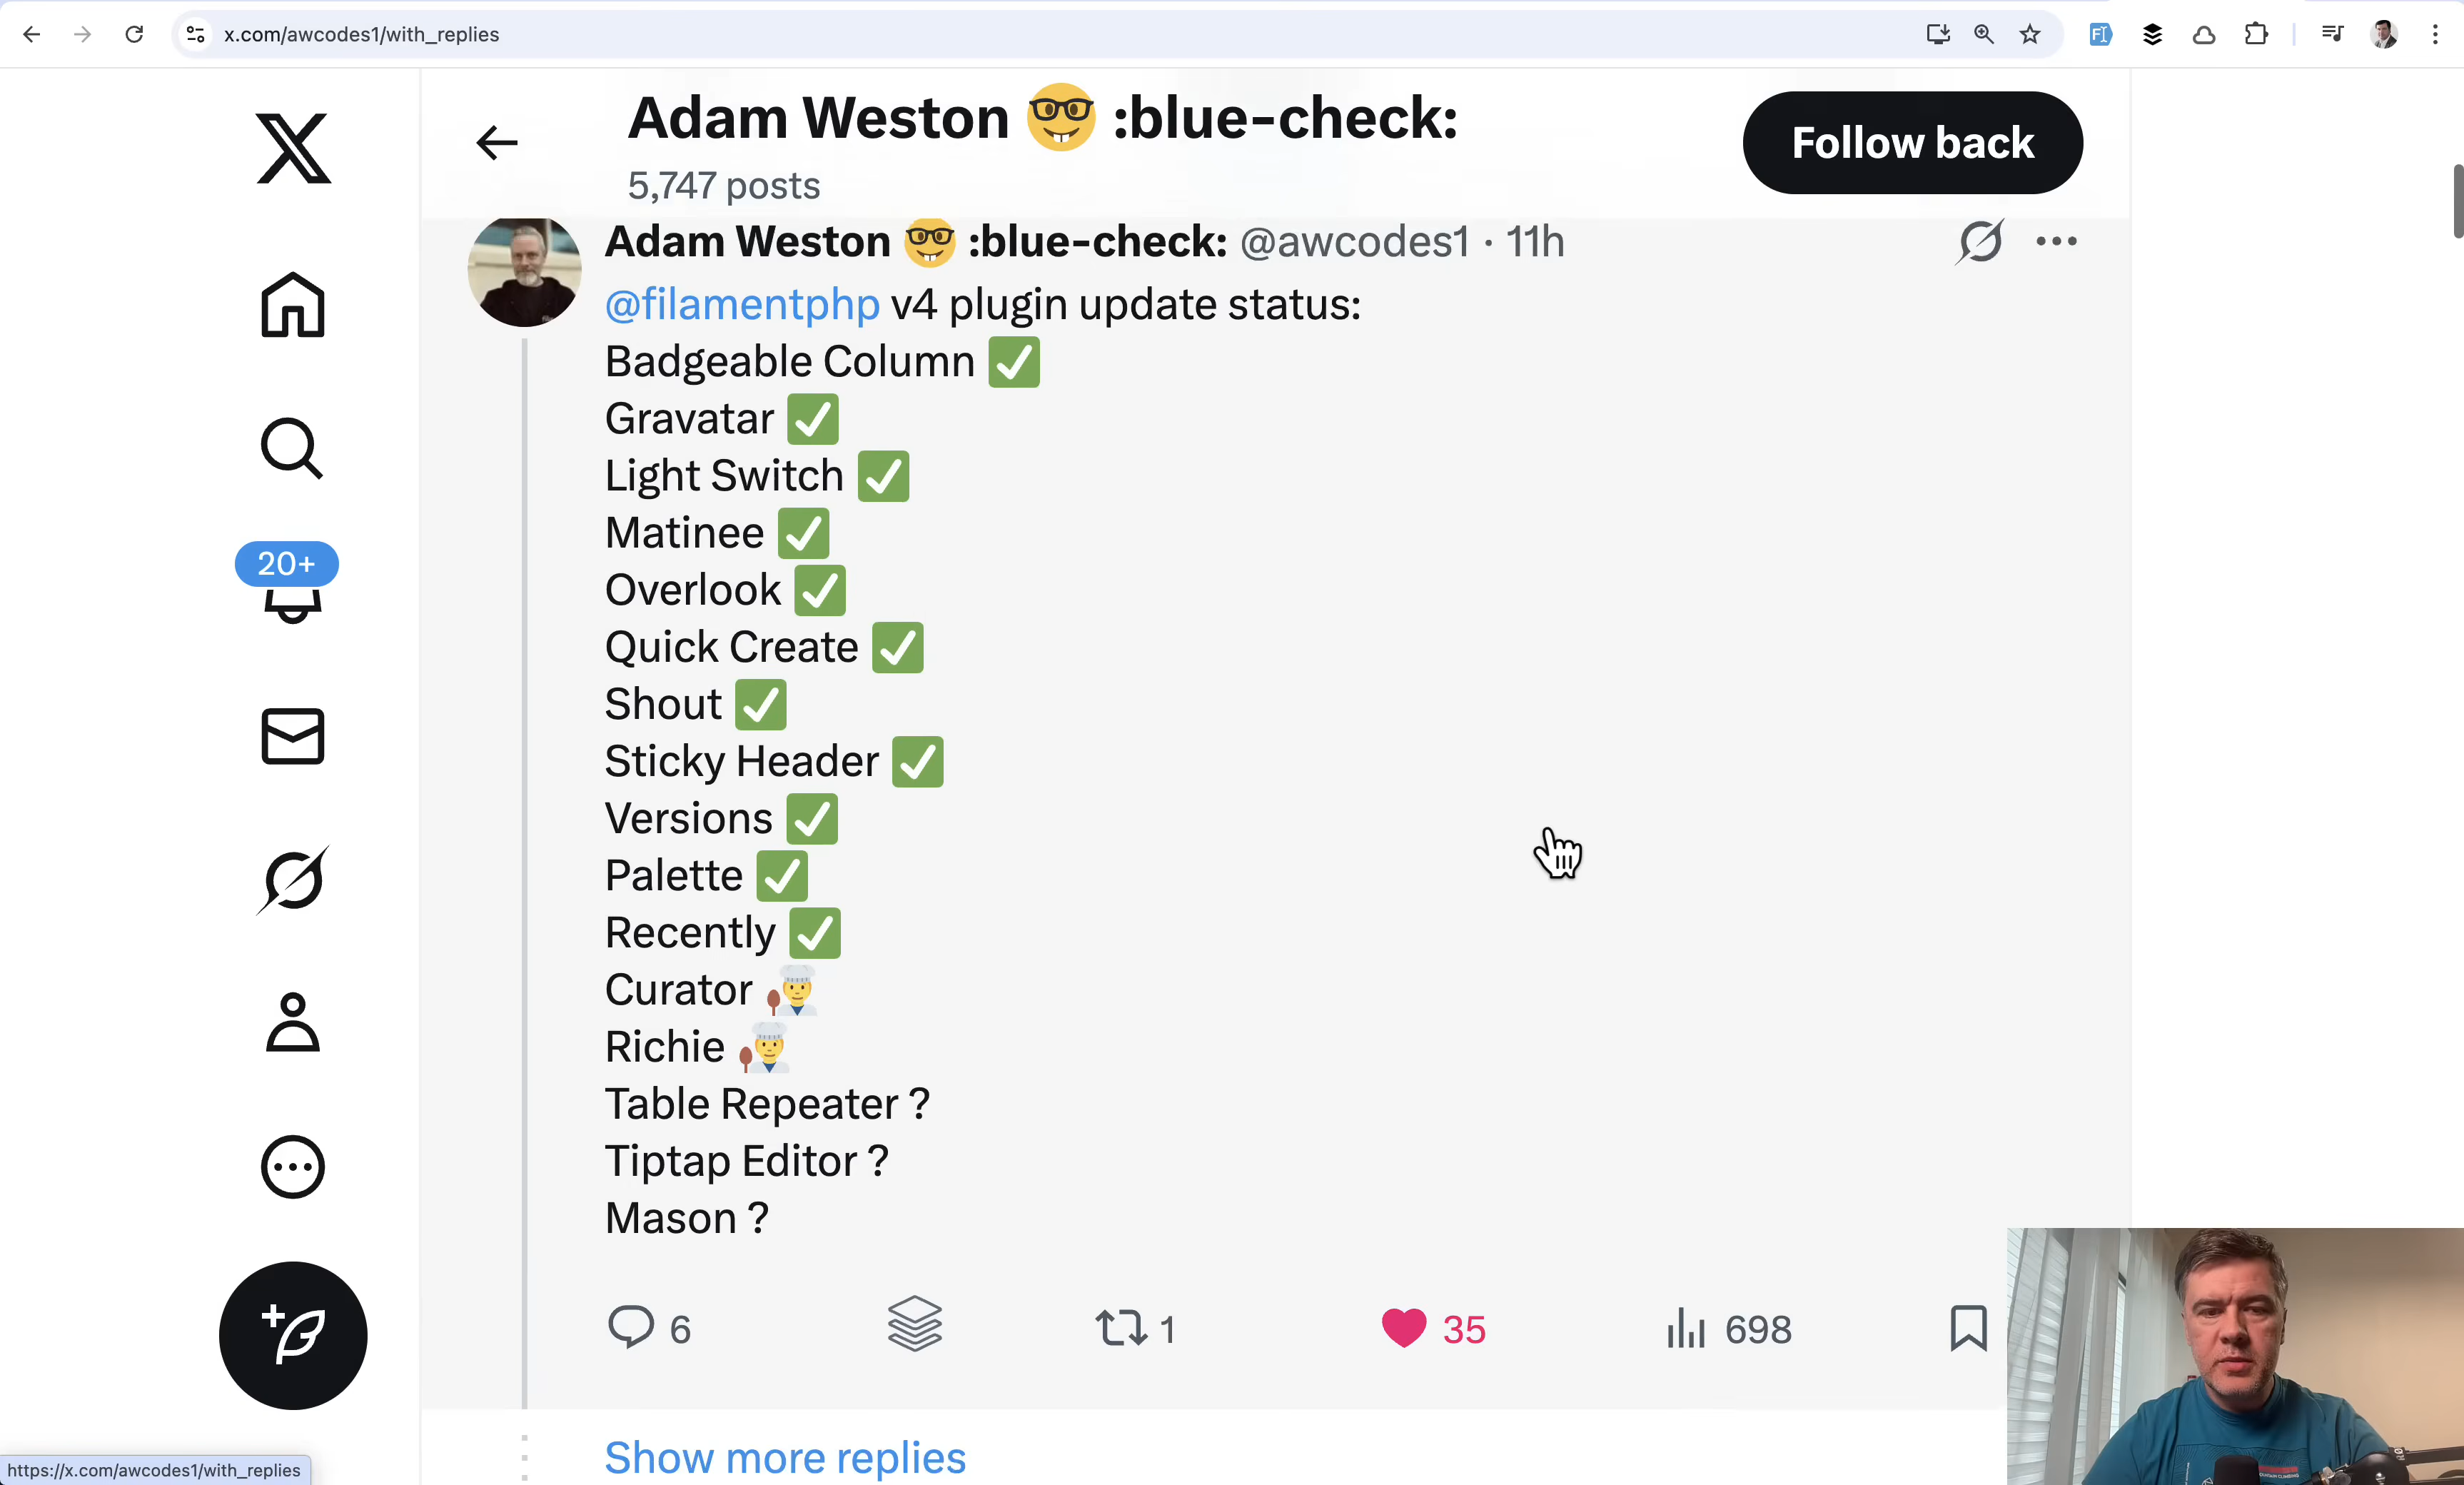 x.com/awcodes1/with_replies
Adam Weston 🤓 :blue-check:
5,747 posts
Follow back
Adam Weston 🤓 :blue-check: @awcodes1 · 11h
@filamentphp v4 plugin update status:
Badgeable Column ✅
Gravatar ✅
Light Switch ✅
Matinee ✅
Overlook ✅
Quick Create ✅
Shout ✅
Sticky Header ✅
Versions ✅
Palette ✅
Recently ✅
Curator 👨‍🍳
Richie 👨‍🍳
Table Repeater ?
Tiptap Editor ?
Mason ?
6
1
35
698
Show more replies
20+
https://x.com/awcodes1/with_replies